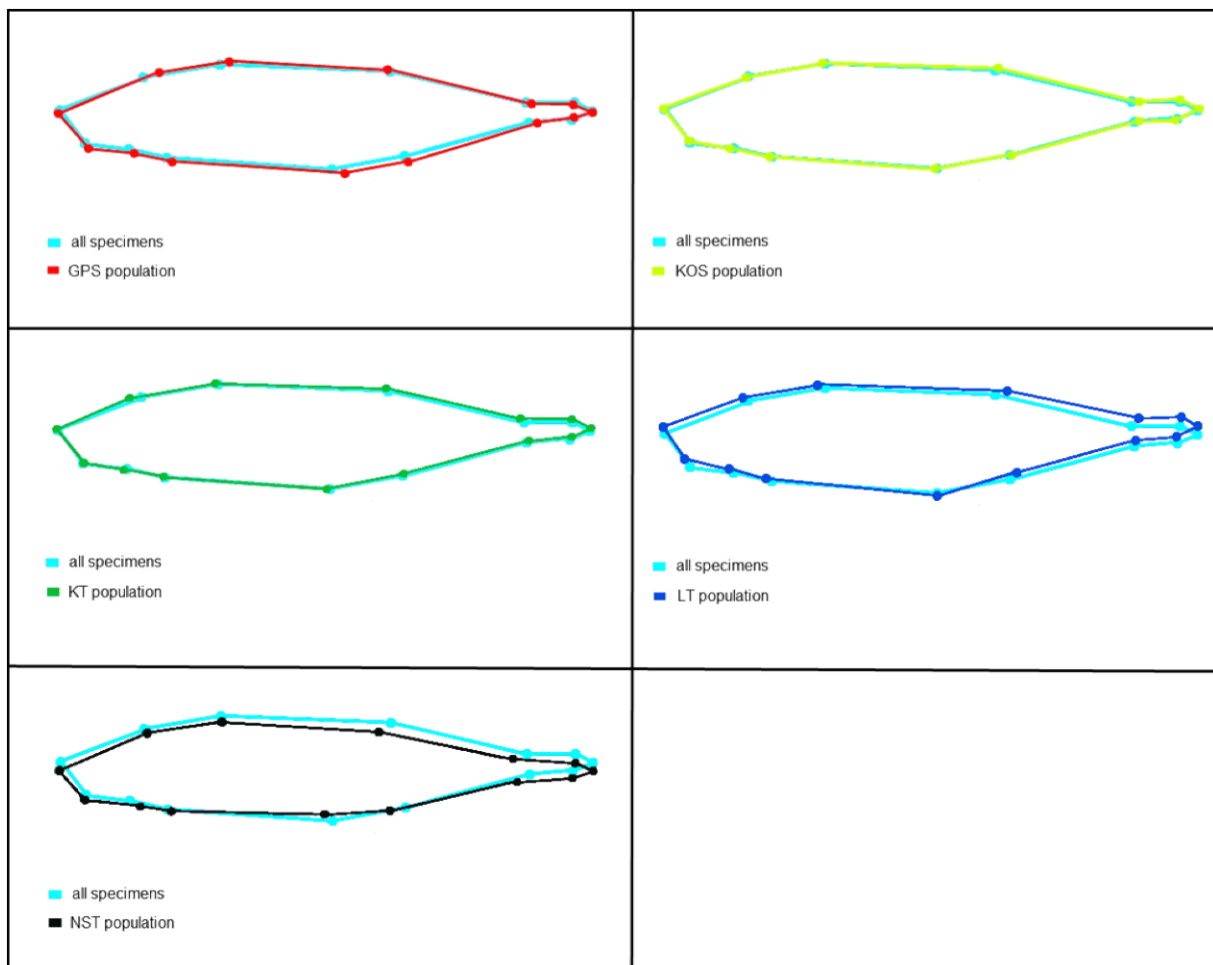 all specimens
GPS population
all specimens
KOS population
all specimens
KT population
all specimens
LT population
all specimens
NST population